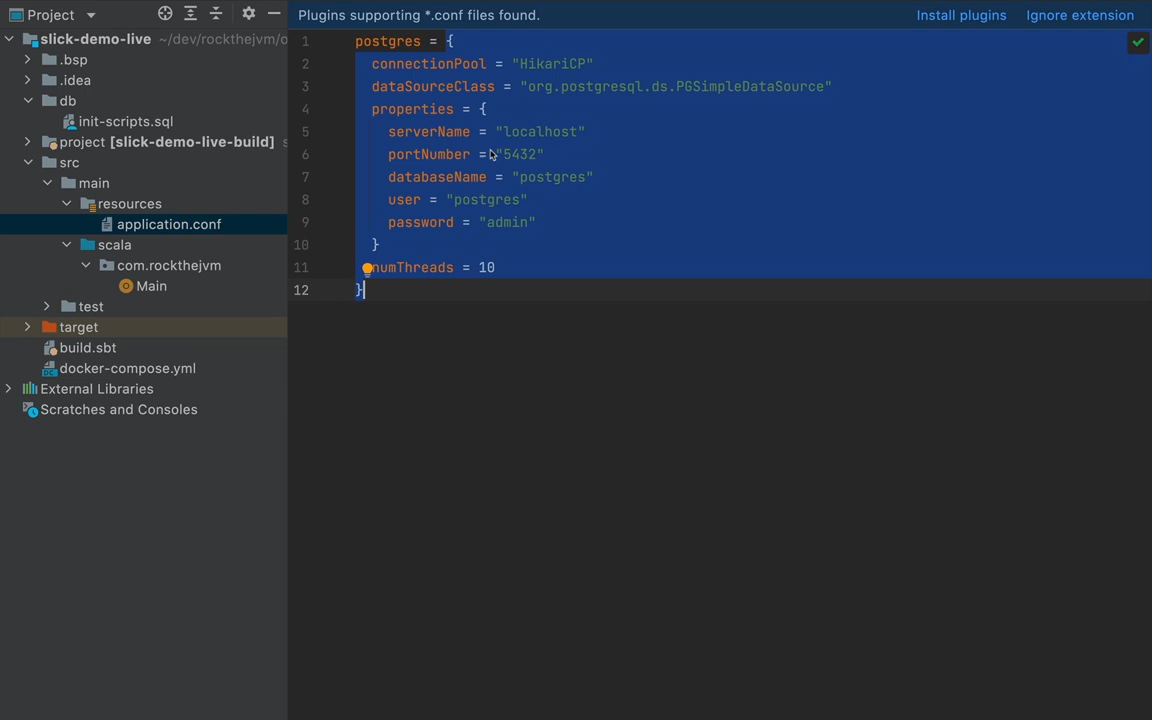 Project
Plugins supporting *.conf files found.
Install plugins
Ignore extension
slick-demo-live ~/dev/rockthejvm/o
.bsp
.idea
db
init-scripts.sql
project [slick-demo-live-build] s
src
main
resources
application.conf
scala
com.rockthejvm
Main
test
target
build.sbt
docker-compose.yml
External Libraries
Scratches and Consoles
1 postgres = {
2 connectionPool = "HikariCP"
3 dataSourceClass = "org.postgresql.ds.PGSimpleDataSource"
4 properties = {
5 serverName = "localhost"
6 portNumber = "5432"
7 databaseName = "postgres"
8 user = "postgres"
9 password = "admin"
10 }
11 numThreads = 10
12 }